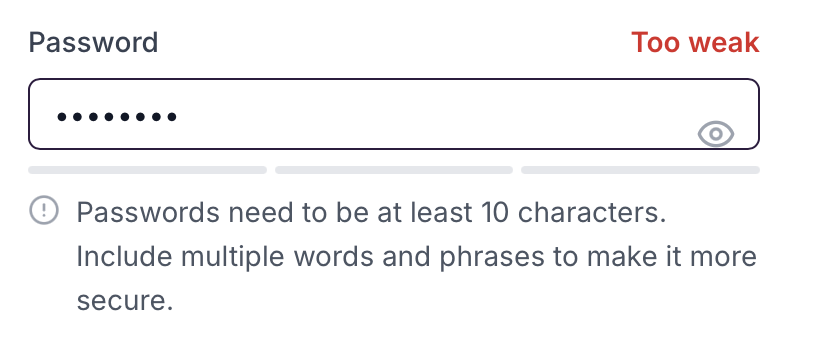 Password
Too weak
••••••••
Passwords need to be at least 10 characters.
Include multiple words and phrases to make it more
secure.